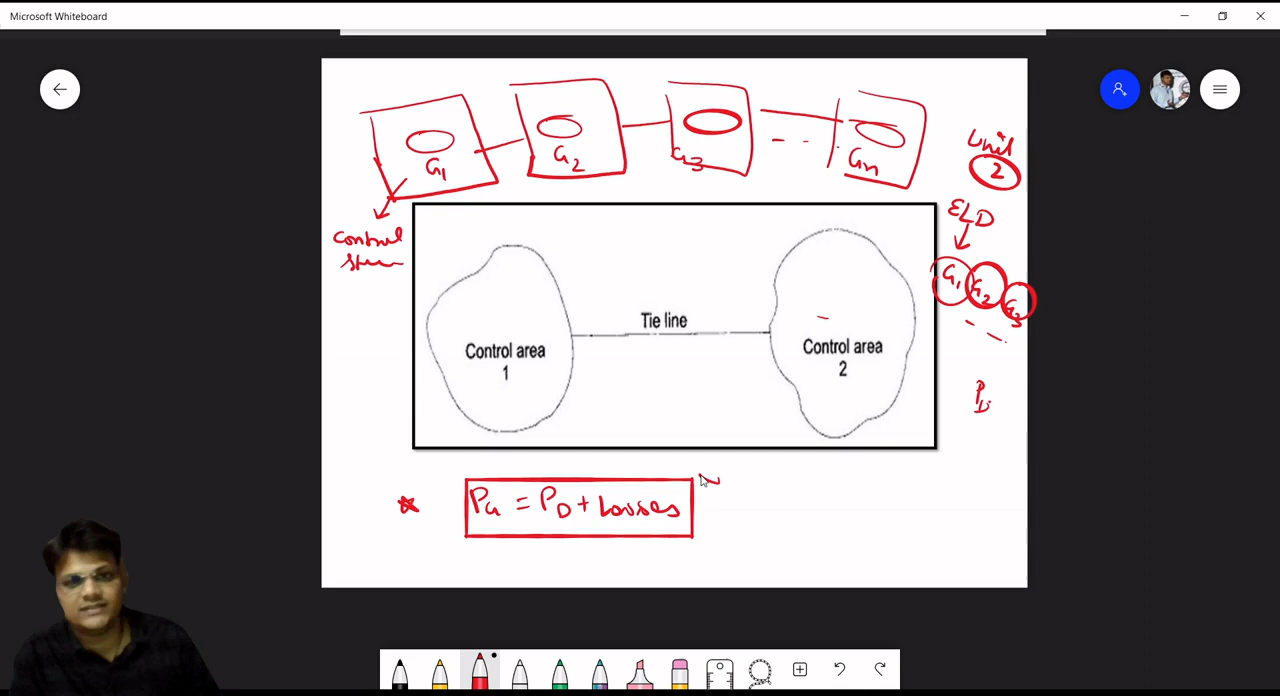 Microsoft Whiteboard
G1
G2
G3
Gn
Unit
2
Control
ELD
G1 G2 G3
Tie line
Control area
1
Control area
2
PD
PG = PD + Losses